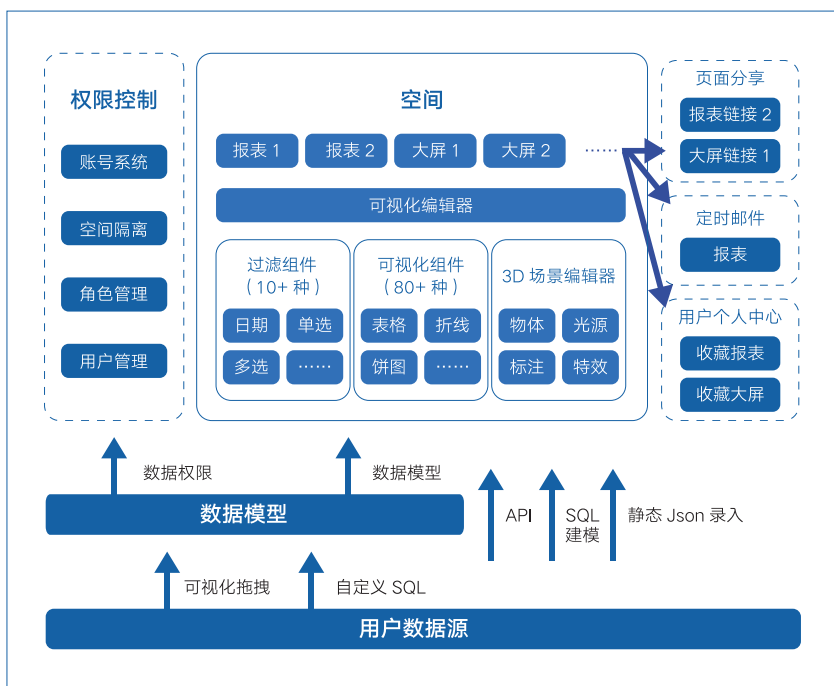 权限控制
账号系统
空间隔离
角色管理
用户管理
空间
报表 1
报表 2
大屏 1
大屏 2
……
可视化编辑器
过滤组件
（10+ 种）
日期
单选
多选
……
可视化组件
（80+ 种）
表格
折线
饼图
……
3D 场景编辑器
物体
光源
标注
特效
页面分享
报表链接 2
大屏链接 1
定时邮件
报表
用户个人中心
收藏报表
收藏大屏
数据权限
数据模型
数据模型
API
SQL
建模
静态 Json 录入
可视化拖拽
自定义 SQL
用户数据源